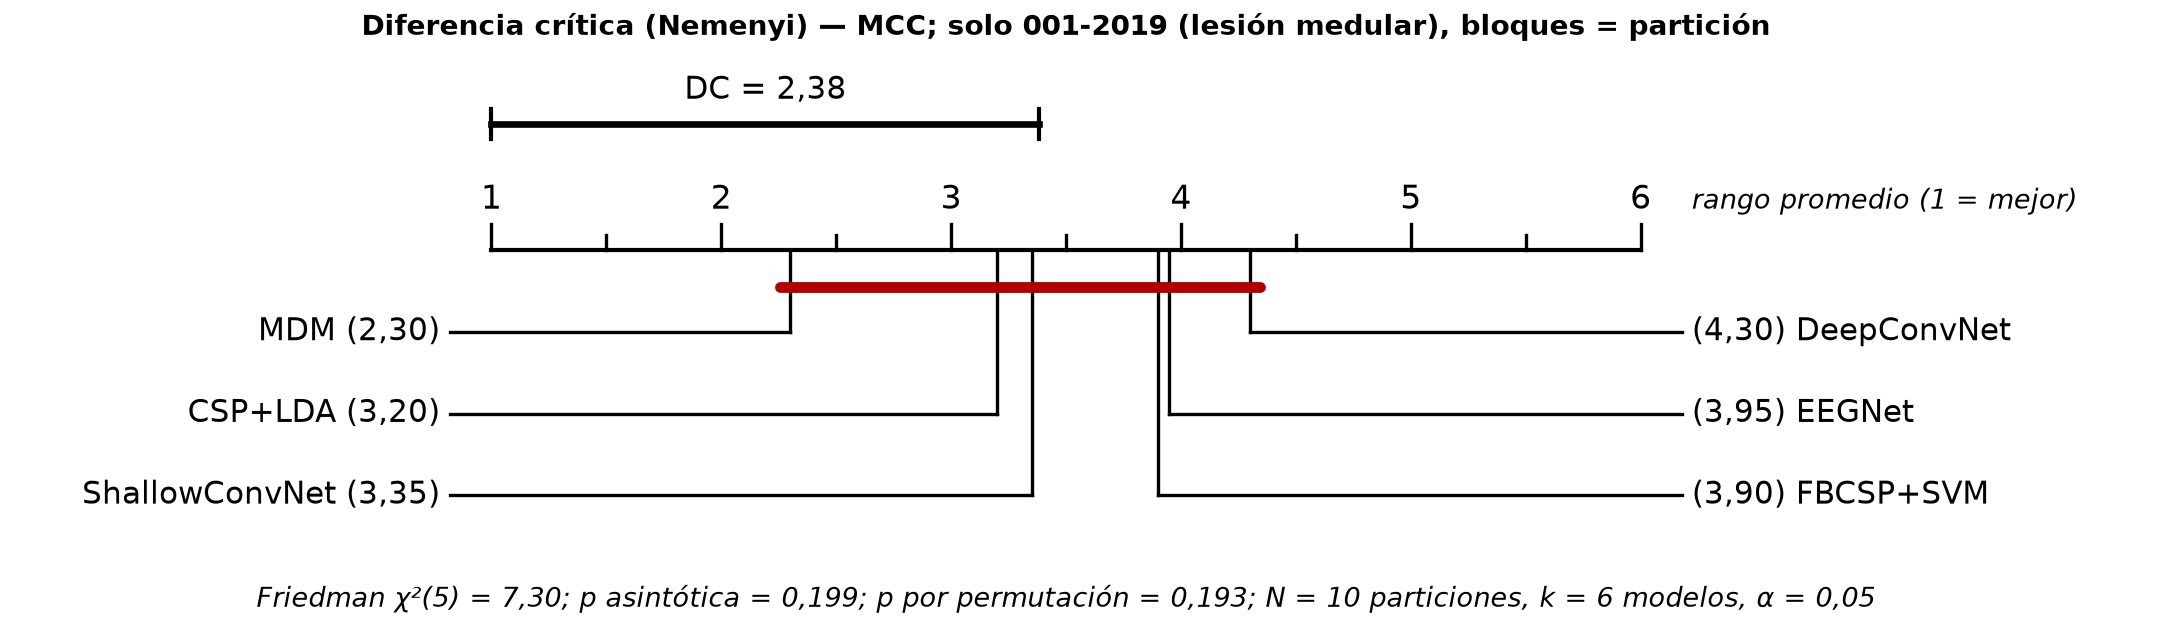 Diferencia crítica (Nemenyi) — MCC; solo 001-2019 (lesión medular), bloques = partición
DC = 2,38
1 2 3 4 5 6 rango promedio (1 = mejor)
MDM (2,30) (4,30) DeepConvNet
CSP+LDA (3,20) (3,95) EEGNet
ShallowConvNet (3,35) (3,90) FBCSP+SVM
Friedman χ²(5) = 7,30; p asintótica = 0,199; p por permutación = 0,193; N = 10 particiones, k = 6 modelos, α = 0,05